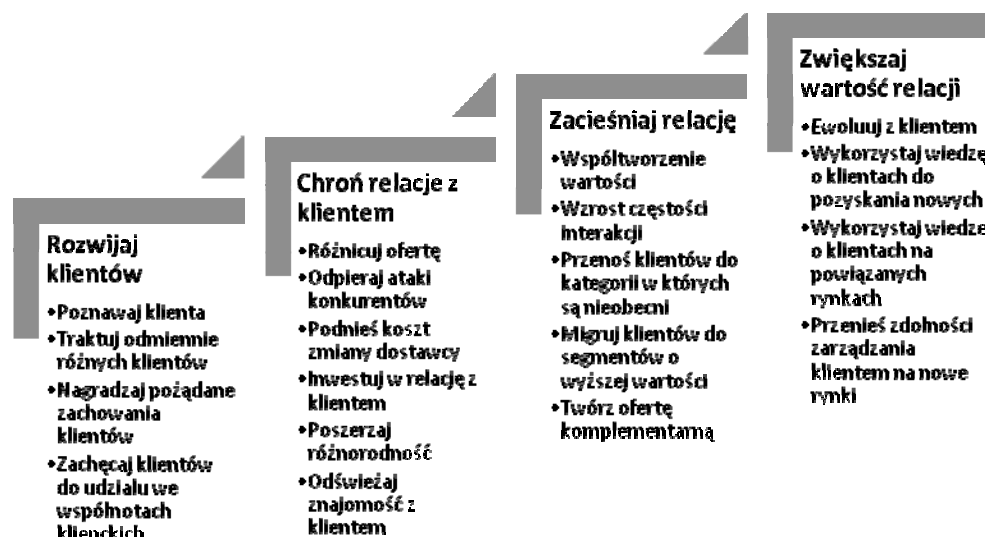 Rozwijaj
klientów
•Poznawaj klienta
•Traktuj odmiennie
różnych klientów
•Nagradzaj pożądane
zachowania
klientów
•Zachęcaj klientów
do udziału we
wspólnotach
klienckich
Chroń relacje z
klientem
•Różnicuj ofertę
•Odpieraj ataki
konkurentów
•Podnieś koszt
zmiany dostawcy
•Inwestuj w relację z
klientem
•Poszerzaj
różnorodność
•Odświeżaj
znajomość z
klientem
Zacieśniaj relację
•Współtworzenie
wartości
•Wzrost częstości
interakcji
•Przenoś klientów do
kategorii w których
są nieobecni
•Migruj klientów do
segmentów o
wyższej wartości
•Twórz ofertę
komplementarną
Zwiększaj
wartość relacji
•Ewoluuj z klientem
•Wykorzystaj wiedzę
o klientach do
pozyskania nowych
•Wykorzystaj wiedzę
o klientach na
powiązanych
rynkach
•Przenieś zdolności
zarządzania
klientem na nowe
rynki